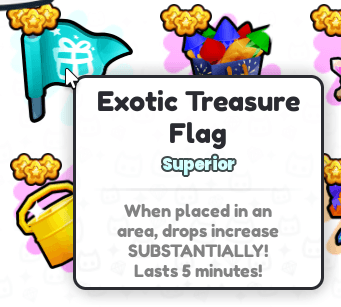 Exotic Treasure
Flag
Superior
When placed in an
area, drops increase
SUBSTANTIALLY!
Lasts 5 minutes!